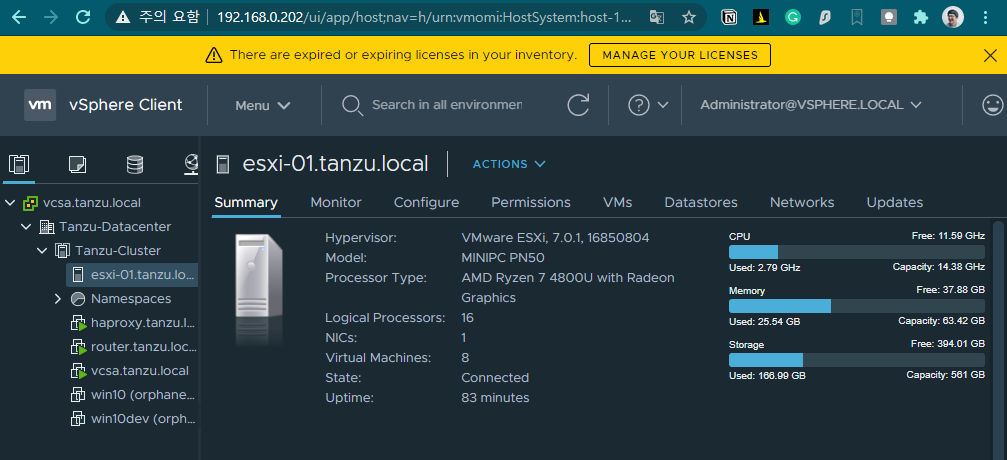 주의 요함 192.168.0.202/ui/app/host;nav=h/urn:vmomi:HostSystem:host-1...
There are expired or expiring licenses in your inventory. MANAGE YOUR LICENSES
vm vSphere Client Menu Search in all environmen Administrator@VSPHERE.LOCAL
esxi-01.tanzu.local ACTIONS
Summary Monitor Configure Permissions VMs Datastores Networks Updates
vcsa.tanzu.local
Tanzu-Datacenter
Tanzu-Cluster
esxi-01.tanzu.lo...
Namespaces
haproxy.tanzu.l...
router.tanzu.loc...
vcsa.tanzu.local
win10 (orphane...
win10dev (orph...
Hypervisor: VMware ESXi, 7.0.1, 16850804
Model: MINIPC PN50
Processor Type: AMD Ryzen 7 4800U with Radeon
Graphics
Logical Processors: 16
NICs: 1
Virtual Machines: 8
State: Connected
Uptime: 83 minutes
CPU Free: 11.59 GHz
Used: 2.79 GHz Capacity: 14.38 GHz
Memory Free: 37.88 GB
Used: 25.54 GB Capacity: 63.42 GB
Storage Free: 394.01 GB
Used: 166.99 GB Capacity: 561 GB